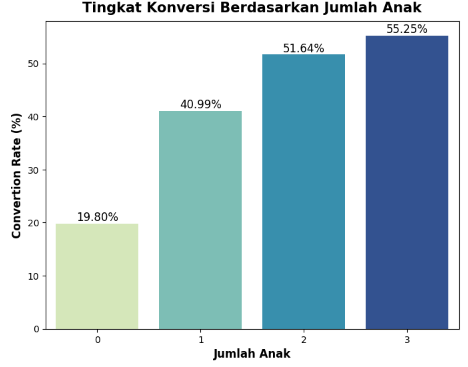 Tingkat Konversi Berdasarkan Jumlah Anak
55.25%
51.64%
40.99%
19.80%
Convertion Rate (%)
50
40
30
20
10
0
0 1 2 3
Jumlah Anak